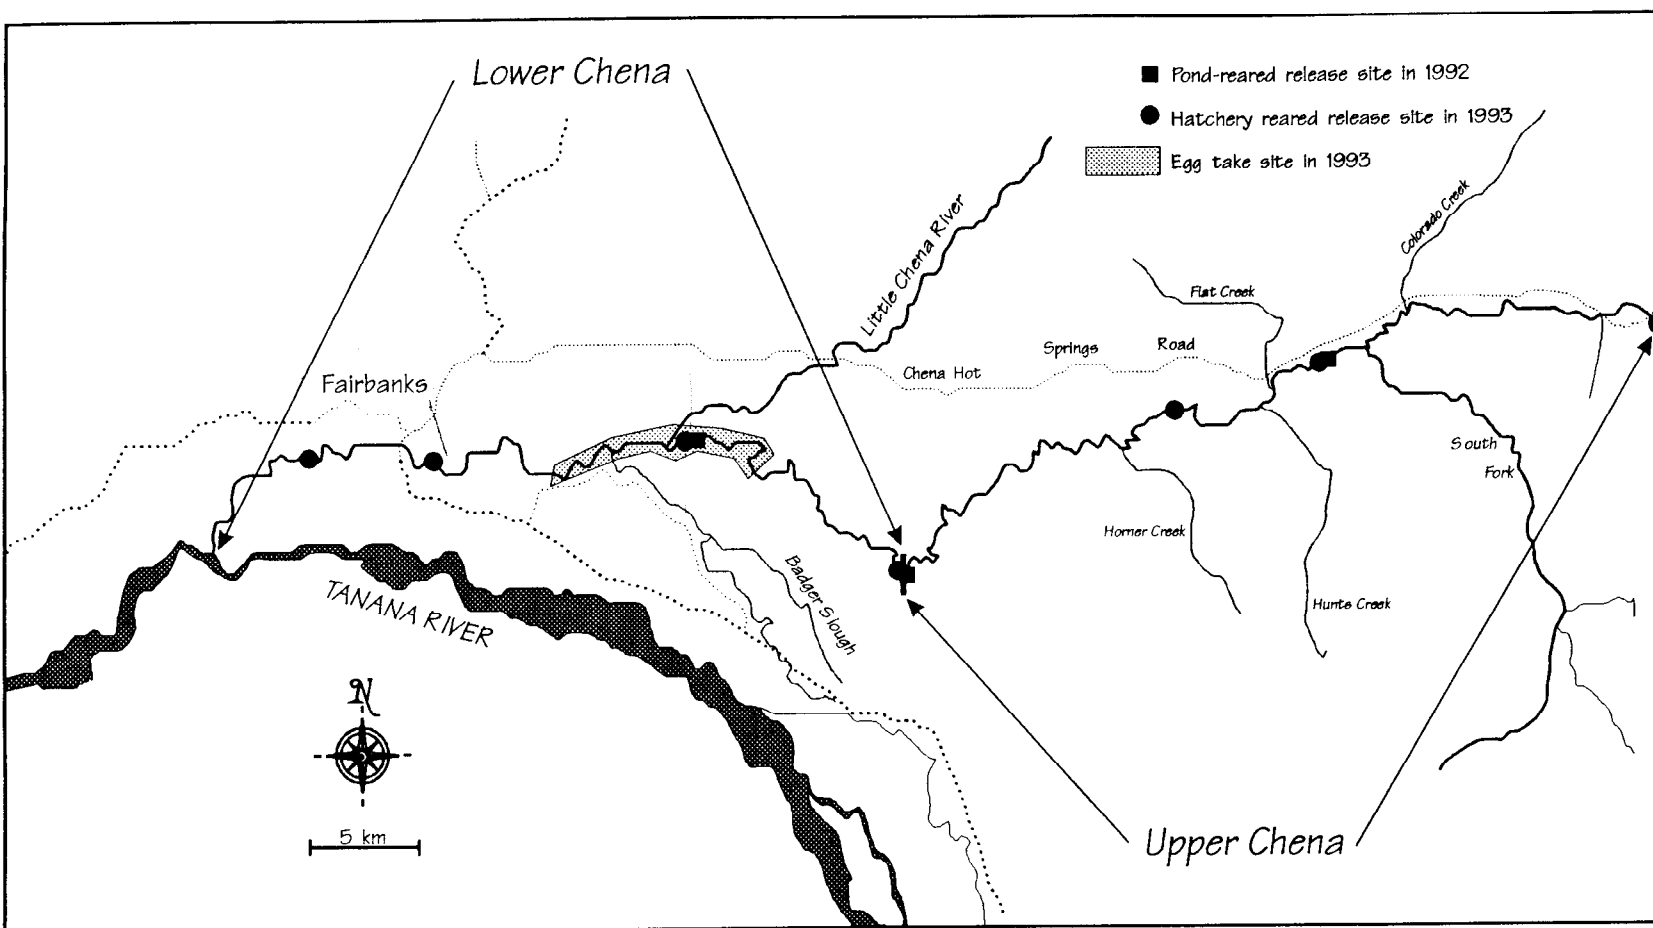 Lower Chena
Pond-reared release site in 1992
Hatchery reared release site in 1993
Egg take site in 1993
Colorado Creek
Little Chena River
Flat Creek
Springs
Road
Chena Hot
Fairbanks
South
Fork
Horner Creek
Badger Slough
Hunts Creek
TANANA RIVER
N
5 km
Upper Chena